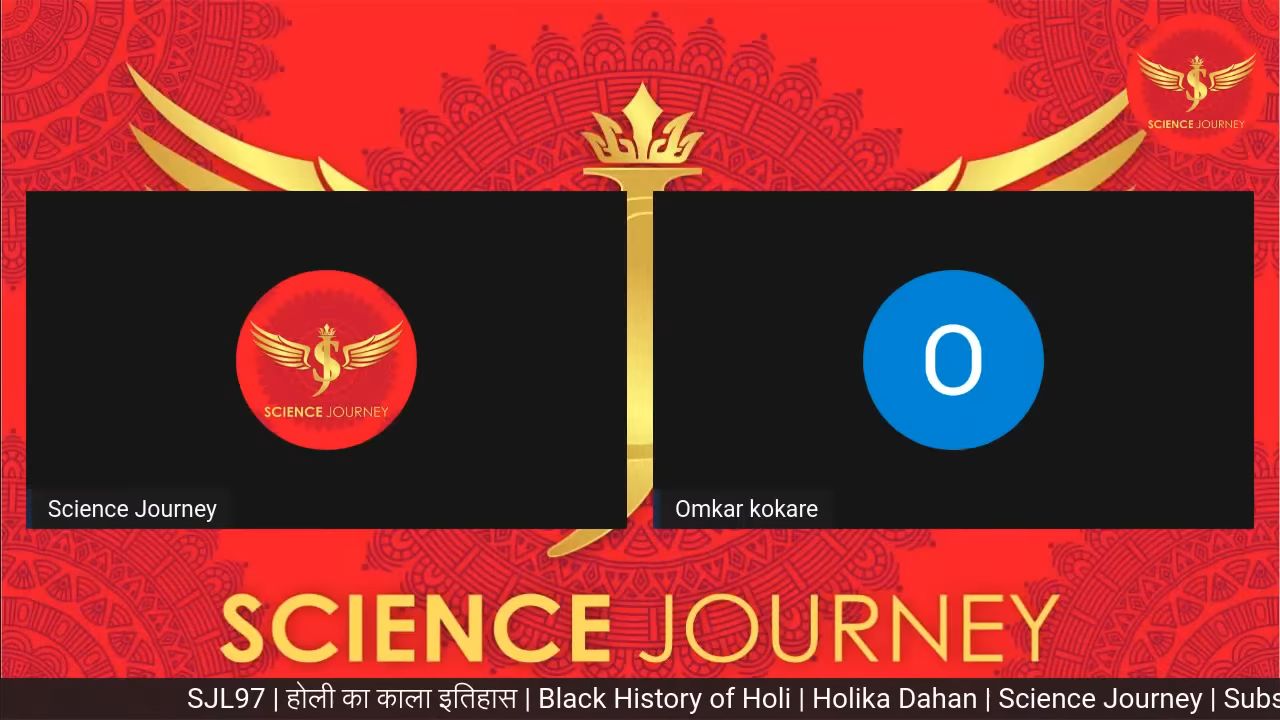 SCIENCE JOURNEY
SCIENCE JOURNEY
O
Science Journey
Omkar kokare
SCIENCE JOURNEY
SJL97 | होली का काला इतिहास | Black History of Holi | Holika Dahan | Science Journey | Subs